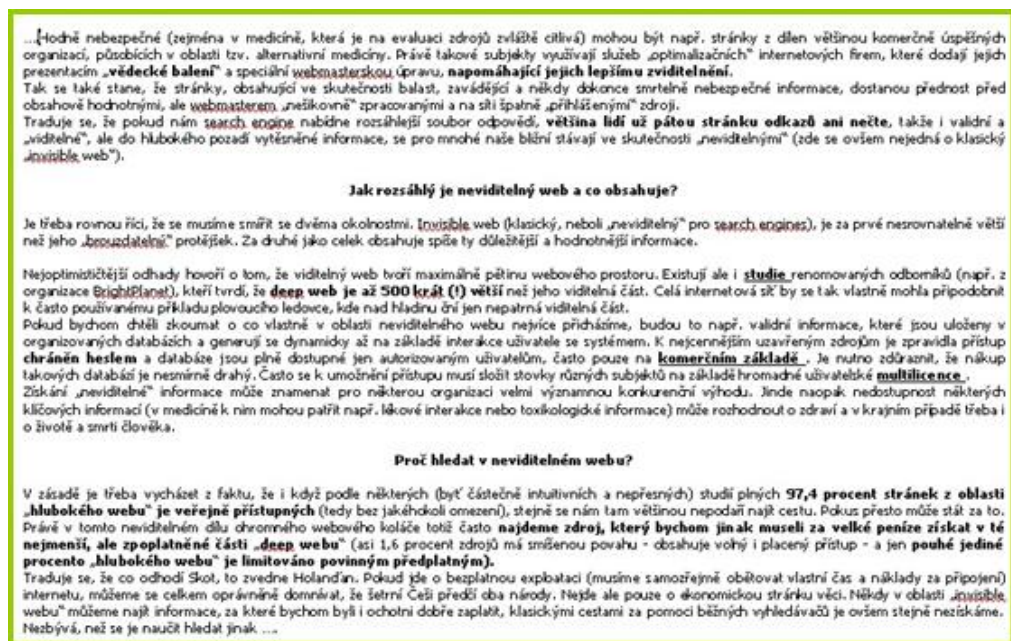 ....Hodně nebezpečné (zejména v medicíně, která je na evaluaci zdrojů zvláště citlivá) mohou být např. stránky z dílen většinou komerčně úspěšných
organizací, působících v oblasti tzv. alternativní medicíny. Právě takové subjekty využívají služeb „optimalizačních“ internetových firem, které dodají jejich
prezentacím „vědecké balení“ a speciální webmasterskou úpravu, napomáhající jejich lepšímu zviditelnění.
Tak se také stane, že stránky, obsahující ve skutečnosti balast, zavádějící a někdy dokonce smrtelně nebezpečné informace, dostanou přednost před
obsahově hodnotnými, ale webmasterem „nešikovně“ zpracovanými a na síti špatně „přihlášenými“ zdroji.
Traduje se, že pokud nám search engine nabídne rozsáhlejší soubor odpovědí, většina lidí už pátou stránku odkazů ani nečte, takže i validní a
„viditelné“, ale do hlubokého pozadí vytěsněné informace, se pro mnohé naše bližní stávají ve skutečnosti „neviditelnými“ (zde se ovšem nejedná o klasický
„invisible web“).
Jak rozsáhlý je neviditelný web a co obsahuje?
Je třeba rovnou říci, že se musíme smířit se dvěma okolnostmi. Invisible web (klasický, neboli „neviditelný“ pro search engines), je za prvé nesrovnatelně větší
než jeho „brouzdatelný“ protějšek. Za druhé jako celek obsahuje spíše ty důležitější a hodnotnější informace.
Nejoptimističtější odhady hovoří o tom, že viditelný web tvoří maximálně pětinu webového prostoru. Existují ale i studie renomovaných odborníků (např. z
organizace BrightPlanet), kteří tvrdí, že deep web je až 500 krát (!) větší než jeho viditelná část. Celá internetová síť by se tak vlastně mohla připodobnit
k často používanému příkladu plovoucího ledovce, kde nad hladinu ční jen nepatrná viditelná část.
Pokud bychom chtěli zkoumat o co vlastně v oblasti neviditelného webu nejvíce přicházíme, budou to např. validní informace, které jsou uloženy v
organizovaných databázích a generují se dynamicky až na základě interakce uživatele se systémem. K nejcennějším uzavřeným zdrojům je zpravidla přístup
chráněn heslem a databáze jsou plně dostupné jen autorizovaným uživatelům, často pouze na komerčním základě . Je nutno zdůraznit, že nákup
takových databází je nesmírně drahý. Často se k umožnění přístupu musí složit stovky různých subjektů na základě hromadné uživatelské multilicence .
Získání „neviditelné“ informace může znamenat pro některou organizaci velmi významnou konkurenční výhodu. Jinde naopak nedostupnost některých
klíčových informací (v medicíně k nim mohou patřit např. lékové interakce nebo toxikologické informace) může rozhodnout o zdraví a v krajním případě třeba i
o životě a smrti člověka.
Proč hledat v neviditelném webu?
V zásadě je třeba vycházet z faktu, že i když podle některých (byť částečně intuitivních a nepřesných) studií plných 97,4 procent stránek z oblasti
„hlubokého webu“ je veřejně přístupných (tedy bez jakéhokoli omezení), stejně se nám tam většinou nepodaří najít cestu. Pokus přesto může stát za to.
Právě v tomto neviditelném dílu ohromného webového koláče totiž často najdeme zdroj, který bychom jinak museli za velké peníze získat v té
nejmenší, ale zpoplatněné části „deep webu“ (asi 1,6 procent zdrojů má smíšenou povahu - obsahuje volný i placený přístup - a jen pouhé jediné
procento „hlubokého webu“ je limitováno povinným předplatným).
Traduje se, že co odhodí Skot, to zvedne Holanďan. Pokud jde o bezplatnou exploataci (musíme samozřejmě obětovat vlastní čas a náklady za připojení)
internetu, můžeme se celkem oprávněně domnívat, že šetrní Češi předčí oba národy. Nejde ale pouze o ekonomickou stránku věci. Někdy v oblasti „invisible
webu“ můžeme najít informace, za které bychom byli i ochotni dobře zaplatit, klasickými cestami za pomoci běžných vyhledávačů je ovšem stejně nezískáme.
Nezbývá, než se je naučit hledat jinak ....